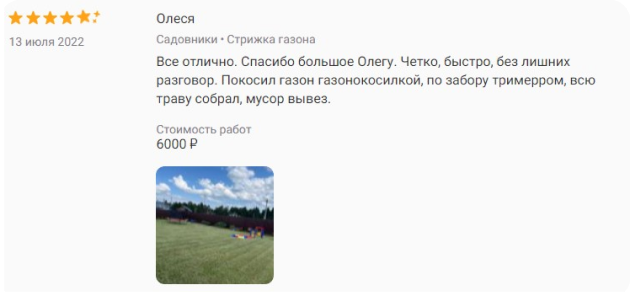 Олеся
13 июля 2022
Садовники • Стрижка газона
Все отлично. Спасибо большое Олегу. Четко, быстро, без лишних
разговор. Покосил газон газонокосилкой, по забору тримерром, всю
траву собрал, мусор вывез.
Стоимость работ
6000 ₽